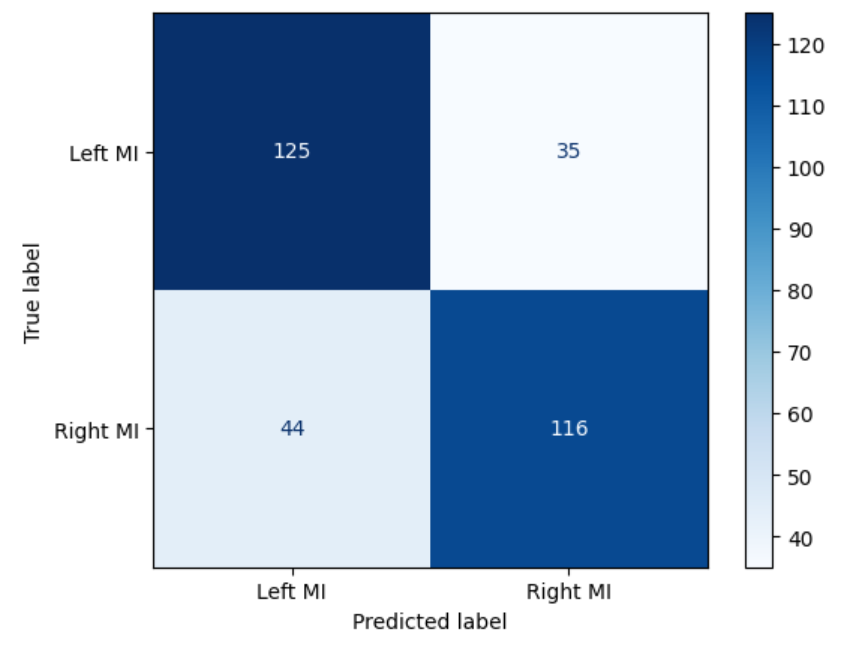 Left MI
Right MI
True label
125
35
44
116
Left MI
Right MI
Predicted label
120
110
100
90
80
70
60
50
40